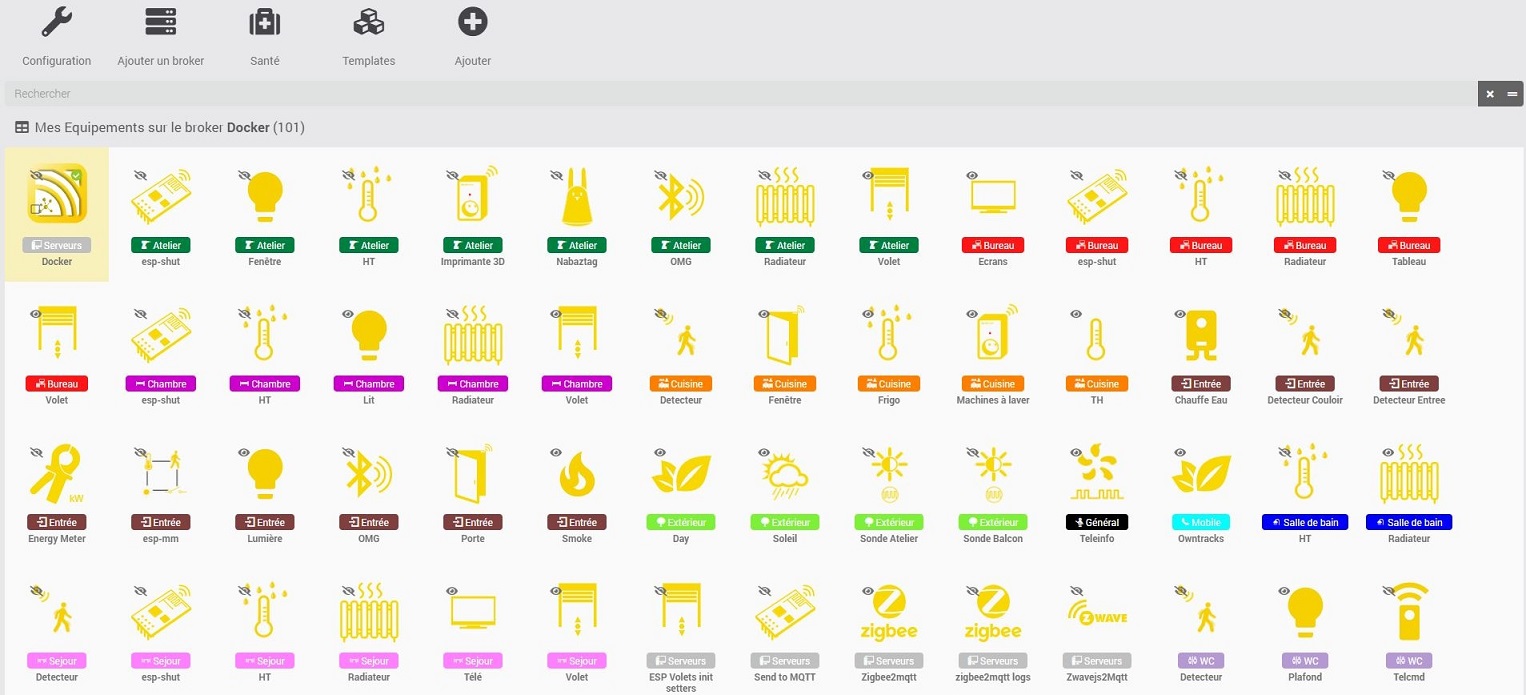 Configuration Ajouter un broker Santé Templates Ajouter
Rechercher
Mes Equipements sur le broker Docker (101)
Serveurs Atelier Atelier Atelier Atelier Atelier Atelier Atelier Atelier Bureau Bureau Bureau Bureau Bureau
Docker esp-shut Fenêtre HT Imprimante 3D Nabaztag OMG Radiateur Volet Ecrans esp-shut HT Radiateur Tableau
Bureau Chambre Chambre Chambre Chambre Chambre Cuisine Cuisine Cuisine Cuisine Cuisine Entrée Entrée Entrée
Volet esp-shut HT Lit Radiateur Volet Detecteur Fenêtre Frigo Machines à laver TH Chauffe Eau Detecteur Couloir Detecteur Entree
kW
Entrée Entrée Entrée Entrée Entrée Entrée Extérieur Extérieur Extérieur Extérieur Général Mobile Salle de bain Salle de bain
Energy Meter esp-mm Lumière OMG Porte Smoke Day Soleil Sonde Atelier Sonde Balcon Teleinfo Owntracks HT Radiateur
zigbee zigbee Z WAVE
Sejour Sejour Sejour Sejour Sejour Sejour Serveurs Serveurs Serveurs Serveurs Serveurs WC WC WC
Detecteur esp-shut HT Radiateur Télé Volet ESP Volets init setters Send to MQTT Zigbee2mqtt zigbee2mqtt logs Zwavejs2Mqtt Detecteur Plafond Telcmd